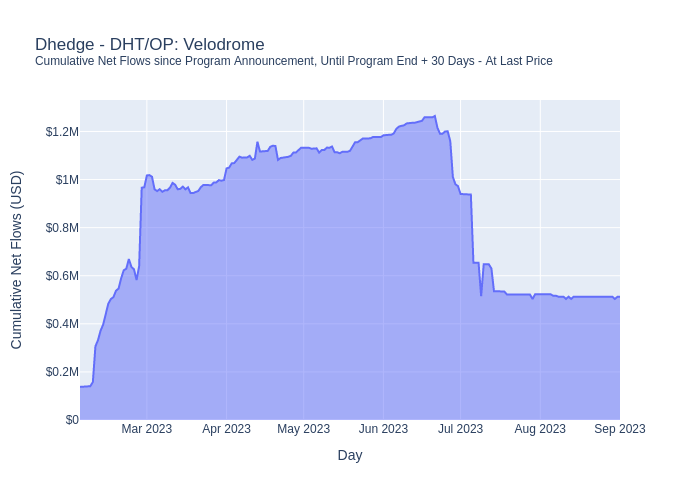 Dhedge - DHT/OP: Velodrome
Cumulative Net Flows since Program Announcement, Until Program End + 30 Days - At Last Price
Cumulative Net Flows (USD)
$1.2M
$1M
$0.8M
$0.6M
$0.4M
$0.2M
$0
Mar 2023 Apr 2023 May 2023 Jun 2023 Jul 2023 Aug 2023 Sep 2023
Day